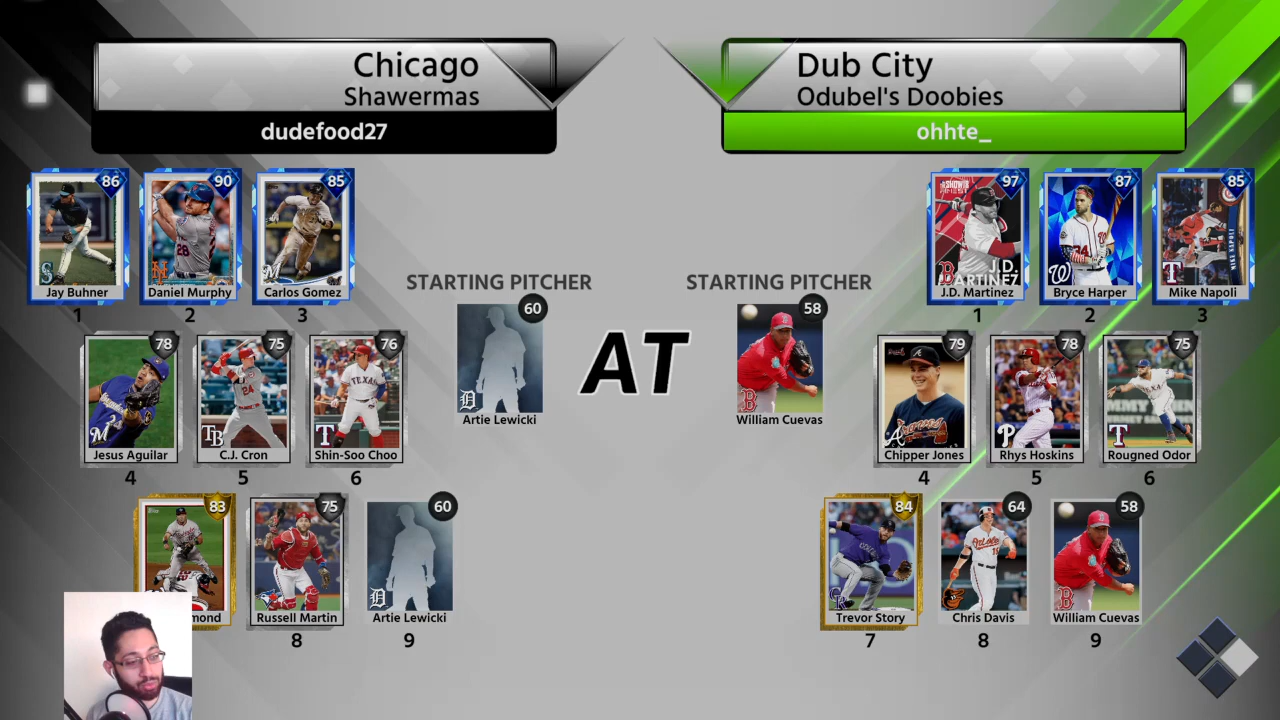 Chicago
Shawermas
dudefood27
Dub City
Odubel's Doobies
ohhte_
86
90
85
Jay Buhner
Daniel Murphy
Carlos Gomez
1
2
3
78
75
76
Jesus Aguilar
C.J. Cron
Shin-Soo Choo
4
5
6
83
75
60
mond
Russell Martin
Artie Lewicki
8
9
STARTING PITCHER
60
Artie Lewicki
AT
STARTING PITCHER
58
William Cuevas
97
87
85
J.D. MARTINEZ
J.D. Martinez
Bryce Harper
Mike Napoli
1
2
3
79
78
75
Chipper Jones
Rhys Hoskins
Rougned Odor
4
5
6
84
64
58
Trevor Story
Chris Davis
William Cuevas
7
8
9